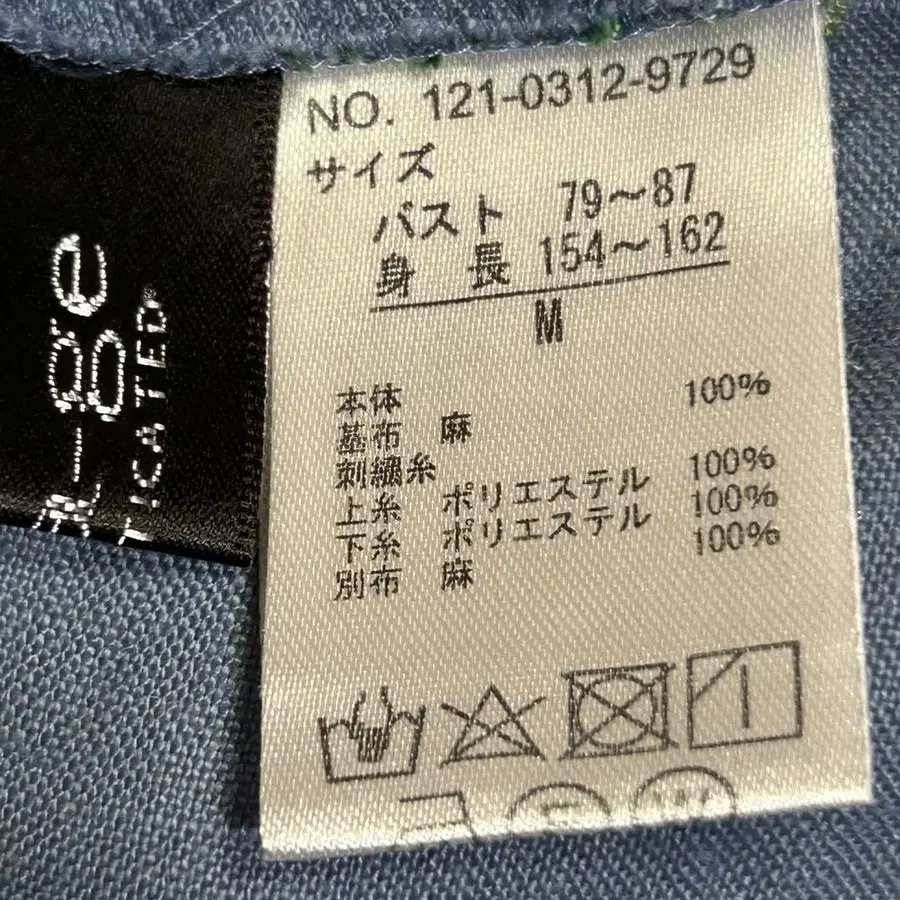 NO. 121-0312-9729
サイズ
バスト 79～87
身 長 154～162
M
本体
基布 麻 100%
刺繍糸
上糸 ポリエステル 100%
下糸 ポリエステル 100%
別布 麻 100%